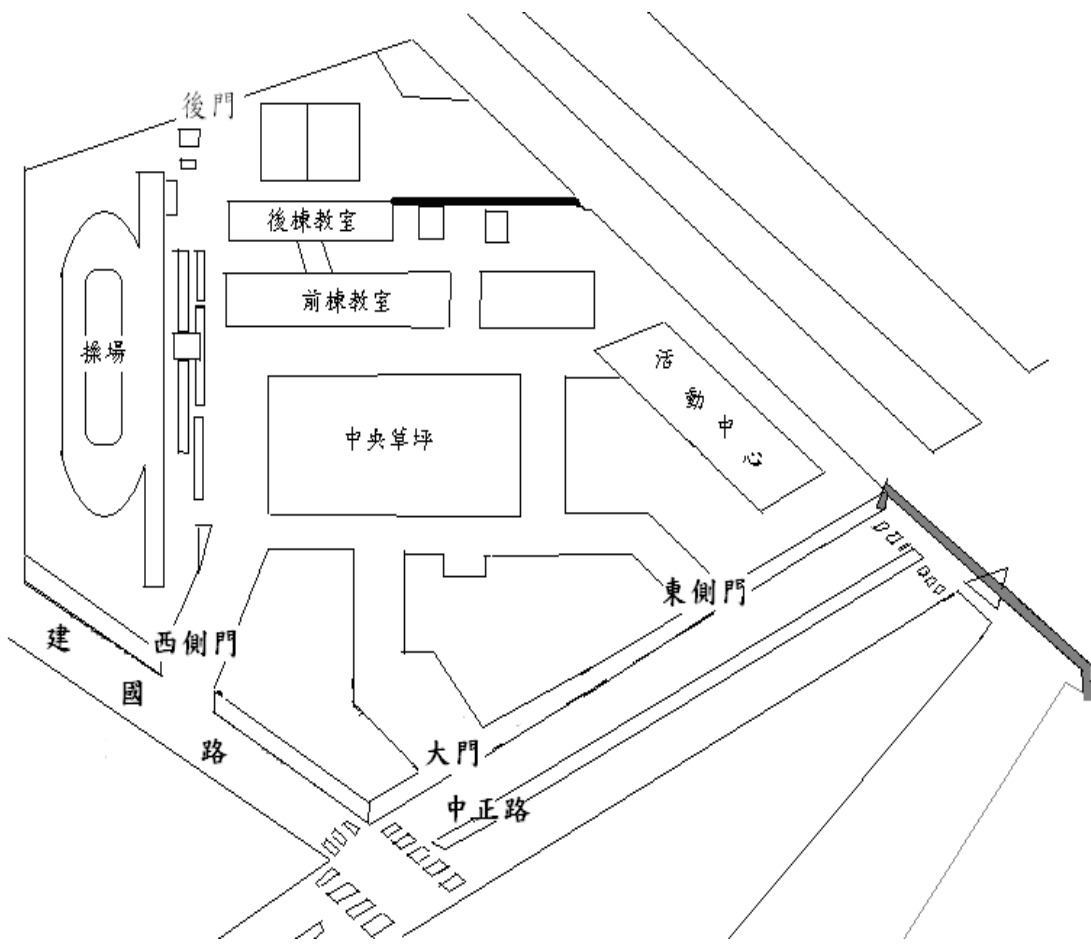 後門
後棟教室
前棟教室
操場
活動中心
中央草坪
東側門
西側門
建國路
大門
中正路